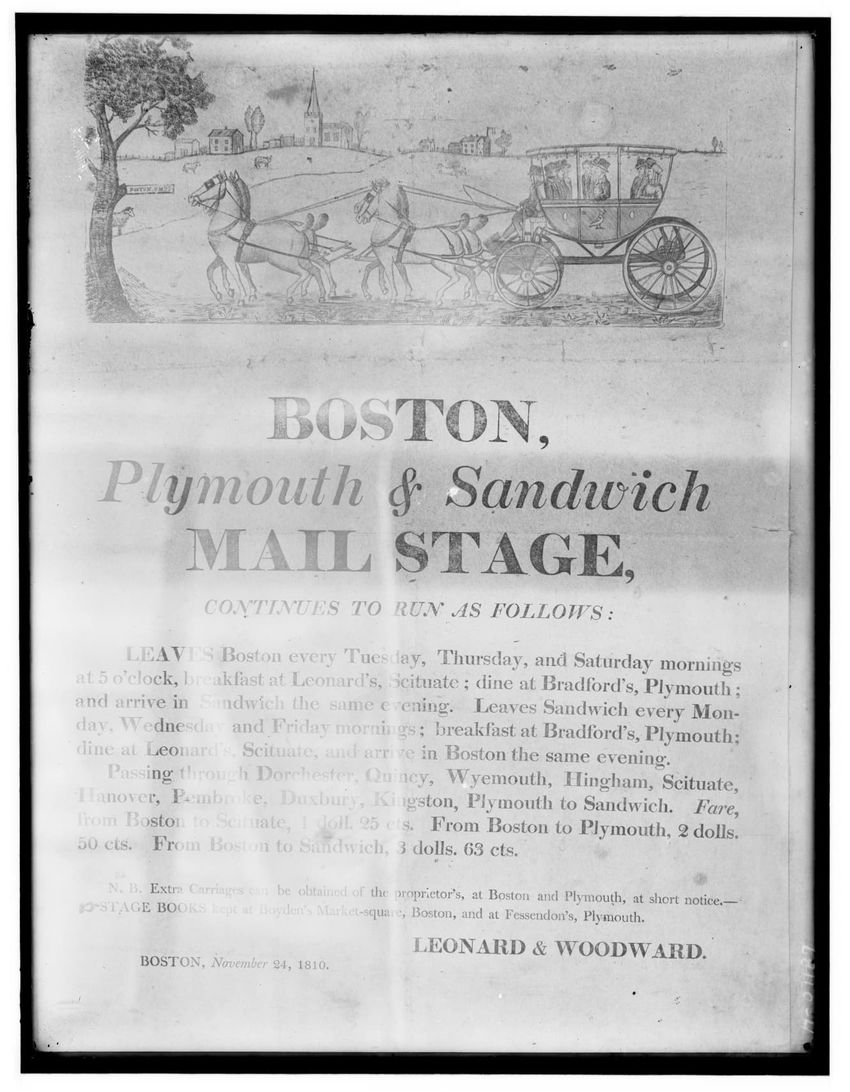 BOSTON,
Plymouth & Sandwich
MAIL STAGE,
CONTINUES TO RUN AS FOLLOWS:
LEAVES Boston every Tuesday, Thursday, and Saturday mornings
at 5 o'clock, breakfast at Leonard's, Scituate; dine at Bradford's, Plymouth;
and arrive in Sandwich the same evening. Leaves Sandwich every Mon-
day, Wednesday and Friday mornings; breakfast at Bradford's, Plymouth;
dine at Leonard's, Scituate, and arrive in Boston the same evening.
Passing through Dorchester, Quincy, Wyemouth, Hingham, Scituate,
Hanover, Pembroke, Duxbury, Kingston, Plymouth to Sandwich. Fare,
from Boston to Scituate, 1 doll. 25 cts. From Boston to Plymouth, 2 dolls.
50 cts. From Boston to Sandwich, 3 dolls. 63 cts.
N. B. Extra Carriages can be obtained of the proprietor's, at Boston and Plymouth, at short notice.—
☞STAGE BOOKS kept at Boyden's Market-square, Boston, and at Fessendon's, Plymouth.
LEONARD & WOODWARD.
BOSTON, November 24, 1810.